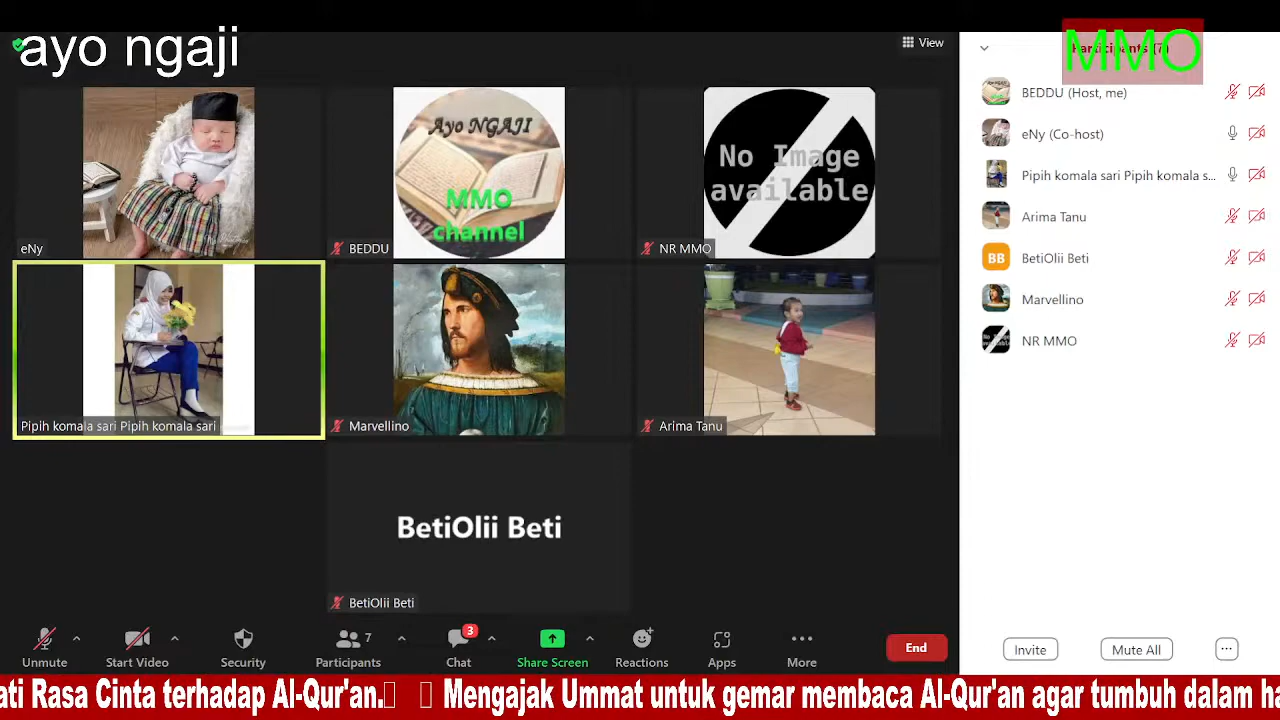 ayo ngaji
View
MMO
Participants (7)
Ayo NGAJI
MMO
channel
No Image
available
eNy
BEDDU
NR MMO
Pipih komala sari Pipih komala sari
Marvellino
Arima Tanu
BetiOlii Beti
BetiOlii Beti
BEDDU (Host, me)
eNy (Co-host)
Pipih komala sari Pipih komala s...
Arima Tanu
BB
BetiOlii Beti
Marvellino
NR MMO
Unmute
Start Video
Security
7
Participants
3
Chat
Share Screen
Reactions
Apps
More
End
Invite
Mute All
ati Rasa Cinta terhadap Al-Qur'an. Mengajak Ummat untuk gemar membaca Al-Qur'an agar tumbuh dalam ha